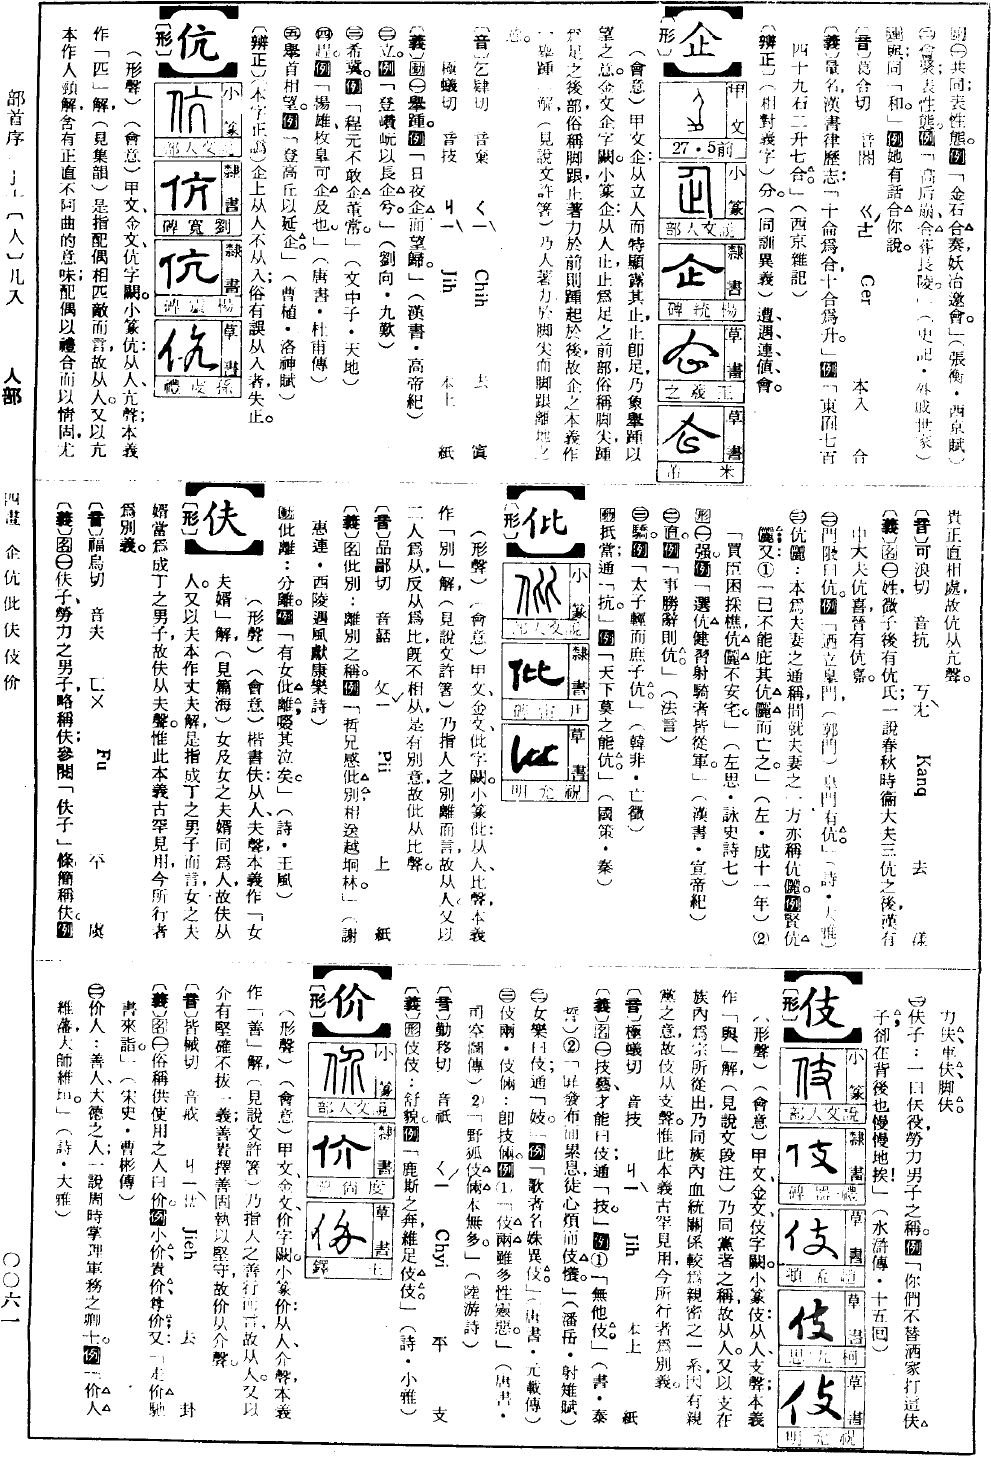 關㊀共同；表性態。例「金石合奏妖冶邀會。」（張衡・西京賦）
㊁會聚；表性態。例「高后崩，合葬長陵。」（史記・外戚世家）
連與；同「和。」例她有話合你說。
〔音〕葛合切　音閤　ㄍㄜˊ　Ger　本入　合
〔義〕量名；漢書律歷志「十龠爲合，十合爲升。」例「東園七百
四十九石二升七合。」（西京雜記）
〔辨正〕（相對義字）分。（同訓異義）遭、遇、連、値、會。
企
〔形〕
甲文　前5・27
小篆　說文人部
隸書　楊統碑
草書　王羲之
草書　米芾
（會意）甲文企：从立人而特顯露其止，止卽足，乃象舉踵以
望之意。金文企字闕。小篆企：从人止，止爲足之前部，俗稱脚尖；踵
爲足之後部，俗稱脚跟；止著力於前則踵起於後，故企之本義作
「舉踵」解（見說文許箸）乃人著力於脚尖而脚跟離地之
意。
〔音〕乞肆切　音棄　ㄑㄧˋ　Chih　去　寘
極蟻切　音技　ㄐㄧˋ　Jih　本上　紙
〔義〕動㊀舉踵。例「日夜企而望歸。」（漢書・高帝紀）
㊁立。例「登巑岏以長企兮。」（劉向・九歎）
㊂希冀。例「程元不敢企董常。」（文中子・天地）
㊃趕。例「揚雄枚臯可企及也。」（唐書・杜甫傳）
㊄舉首相望。例「登高丘以延企。」（曹植・洛神賦）
〔辨正〕（本字正譌）企上从人不从入；俗有誤从入者，失正。
伉
〔形〕
小篆　說文人部
隸書　劉寬碑
隸書　楊震碑
草書　孫虔禮
（形聲）（會意）甲文、金文伉字闕。小篆伉：从人、亢聲；本義
作「匹」解（見集韻）是指配偶相匹敵而言，故从人。又以亢
本作人頸解，含有正直不阿曲的意味；配偶以禮合而以情固，尤
貴正直相處，故伉从亢聲。
〔音〕可浪切　音抗　ㄎㄤˋ　Kanq　去　漾
〔義〕名㊀姓，微子後有伉氏；一說春秋時衞大夫三伉之後，漢有
中大夫伉喜，晉有伉嘉。
㊁門限曰伉。例「迺立臯門，（郭門）臯門有伉。」（詩・大雅）
㊂伉儷：本爲夫妻之通稱，間就夫妻之一方亦稱伉儷。例賢伉
儷。又：①「已不能庇其伉儷而亡之。」（左・成十一年）②
「買臣困採樵，伉儷不安宅。」（左思・詠史詩七）
形㊀强。例「選伉健習射騎者皆從軍。」（漢書・宣帝紀）
㊁直。例「事勝辭則伉。」（法言）
㊂驕。例「太子輕而庶子伉。」（韓非・亡徵）
動抵當；通「抗。」例「天下莫之能伉。」（國策・秦）
仳
〔形〕
小篆　說文人部
隸書
草書　祝允明
（形聲）（會意）甲文、金文仳字闕。小篆仳：从人、比聲，本義
作「別」解（見說文許箸）乃指人之別離而言，故从人。又以
二人爲从，反从爲比，既不相从是有別意，故仳从比聲。
〔音〕品鄙切　音諀　ㄆㄧˇ　Pii　上　紙
〔義〕名仳別：離別之稱。例「哲兄感仳別，相送越坰林。」（謝
惠連・西陵遇風獻康樂詩）
動仳離：分離。例「有女仳離，嘤其泣矣。」（詩・王風）
伕
〔形〕
（形聲）（會意）楷書伕：从人、夫聲，本義作「女
夫婿」解（見篇海）女及女之夫婿同爲人，故伕从
人。又以夫本作丈夫解，是指成丁之男子而言，女之夫
婿當爲成丁之男子，故伕从夫聲。惟此本義古罕見用，今所行者
爲別義。
〔音〕福烏切　音夫　ㄈㄨ　Fu　平　虞
〔義〕名㊀伕子；勞力之男子，略稱伕；參閱「伕子」條；簡稱伕。例
力伕、車伕、脚伕。
㊁伕子：一曰伕役；勞力男子之稱。例「你們不替洒家打這伕
子，卻在背後也慢慢地挨！」（水滸傳・十五回）
伎
〔形〕
小篆　說文人部
隸書　禮器碑
草書　趙孟頫
草書　柯九思
草書　祝允明
（形聲）（會意）甲文、金文伎字闕。小篆伎：从人、支聲，本義
作「與」解（見說文段注）乃同黨者之稱，故从人。又以支在
族內爲宗所從出，乃同族內血統關係較爲親密之一系，因有親
黨之意，故伎从支聲。惟此本義古罕見用，今所行者爲別義。
〔音〕極蟻切　音技　ㄐㄧˋ　Jih　本上　紙
〔義〕名㊀技藝才能曰伎；通「技。」例①「無他伎。」（書・秦
誓）②「屏發布而累息，徒心煩而伎懩。」（潘岳・射雉賦）
㊁女樂曰伎；通「妓。」例「歌者名姝異伎。」（唐書・元載傳）
㊂伎兩・伎倆：卽技倆。例①「伎兩雖多性靈惡。」（唐書・
司空圖傳）②「野狐伎倆本無多。」（陸游詩）
〔音〕勤移切　音祇　ㄑㄧˊ　Chyi　平　支
〔義〕形伎伎：舒貌。例「鹿斯之奔，維足伎伎。」（詩・小雅）
价
〔形〕
小篆　說文人部
隸書　度尙碑
草書　王鐸
（形聲）（會意）甲文、金文价字闕。小篆价：从人、介聲，本義
作「善」解（見說文許箸）乃指人之善行而言，故从人。又以
介有堅確不拔一義，善貴擇善固執以堅守，故价从介聲。
〔音〕皆械切　音戒　ㄐㄧㄝˋ　Jieh　去　卦
〔義〕名㊀俗稱供使用之人曰价。例小价、貴价、尊价。又：「走价馳
書來詣。」（宋史・曹彬傳）
㊁价人：善人，大德之人；一說周時掌理軍務之卿士。例「价人
維藩，大師維垣。」（詩・大雅）
部首序
〔人〕儿入
人部
四畫
企伉仳伕伎价
〇〇六一